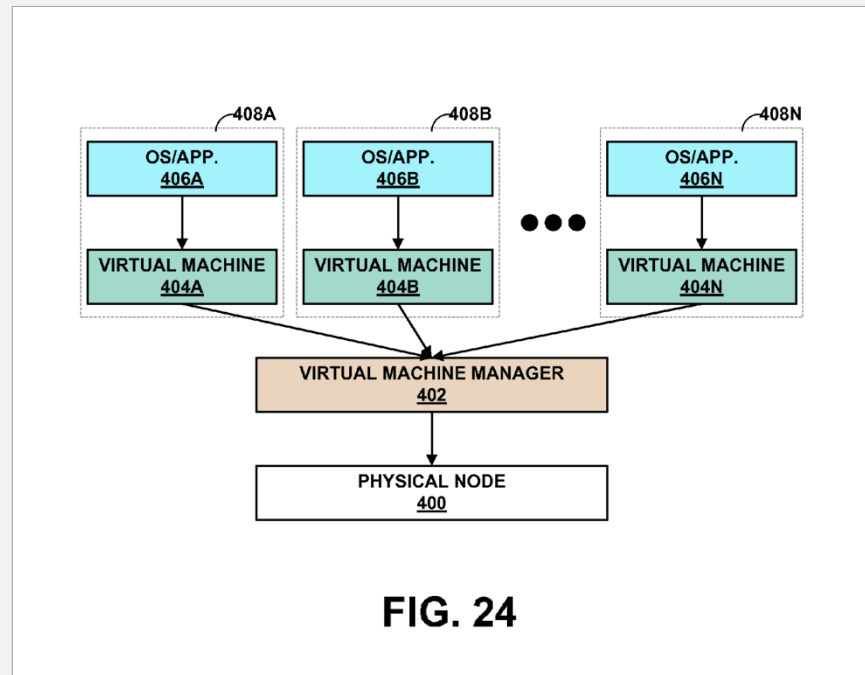 408A
408B
408N
OS/APP.
406A
OS/APP.
406B
OS/APP.
406N
VIRTUAL MACHINE
404A
VIRTUAL MACHINE
404B
VIRTUAL MACHINE
404N
VIRTUAL MACHINE MANAGER
402
PHYSICAL NODE
400
FIG. 24